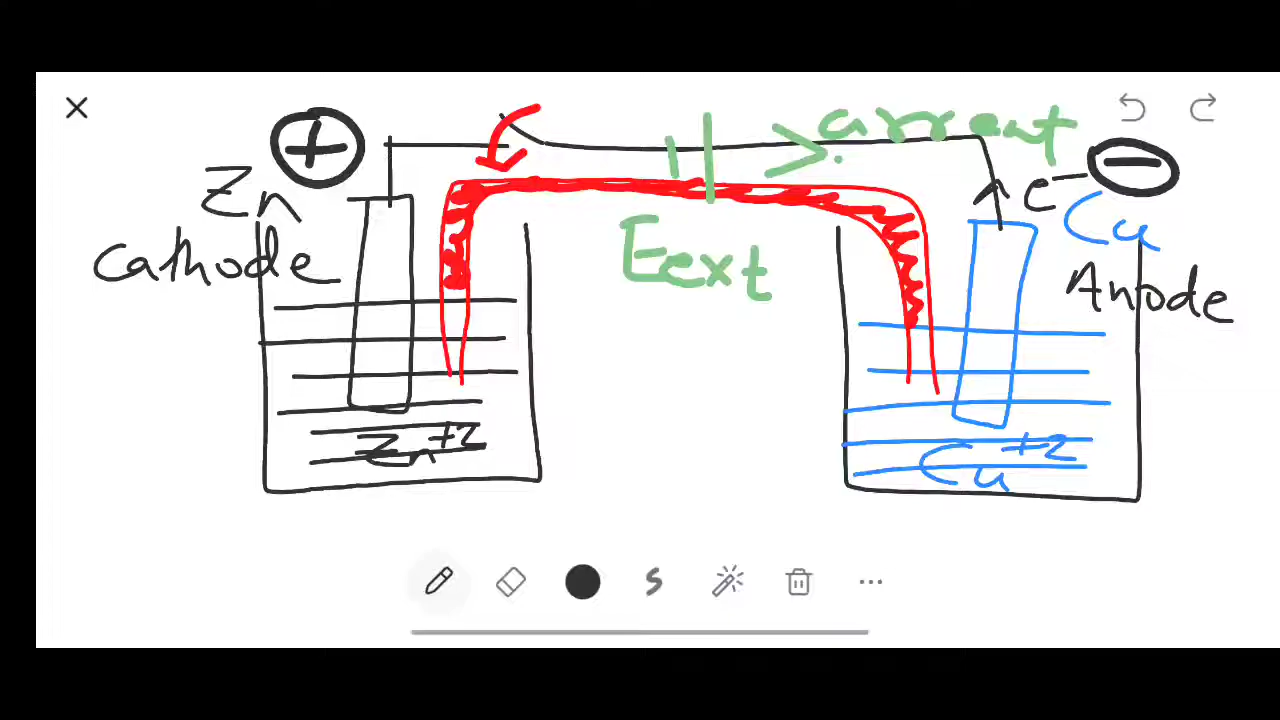 +
> current
−
Zn
e⁻
Cu
Cathode
Eext
Anode
Zn+2
Cu+2